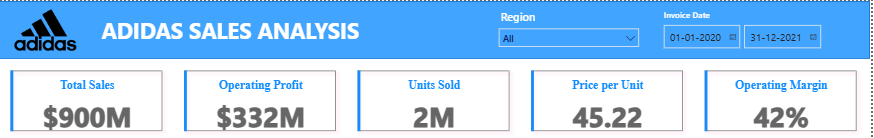 adidas
ADIDAS SALES ANALYSIS
Region
All
Invoice Date
01-01-2020
31-12-2021
Total Sales
$900M
Operating Profit
$332M
Units Sold
2M
Price per Unit
45.22
Operating Margin
42%